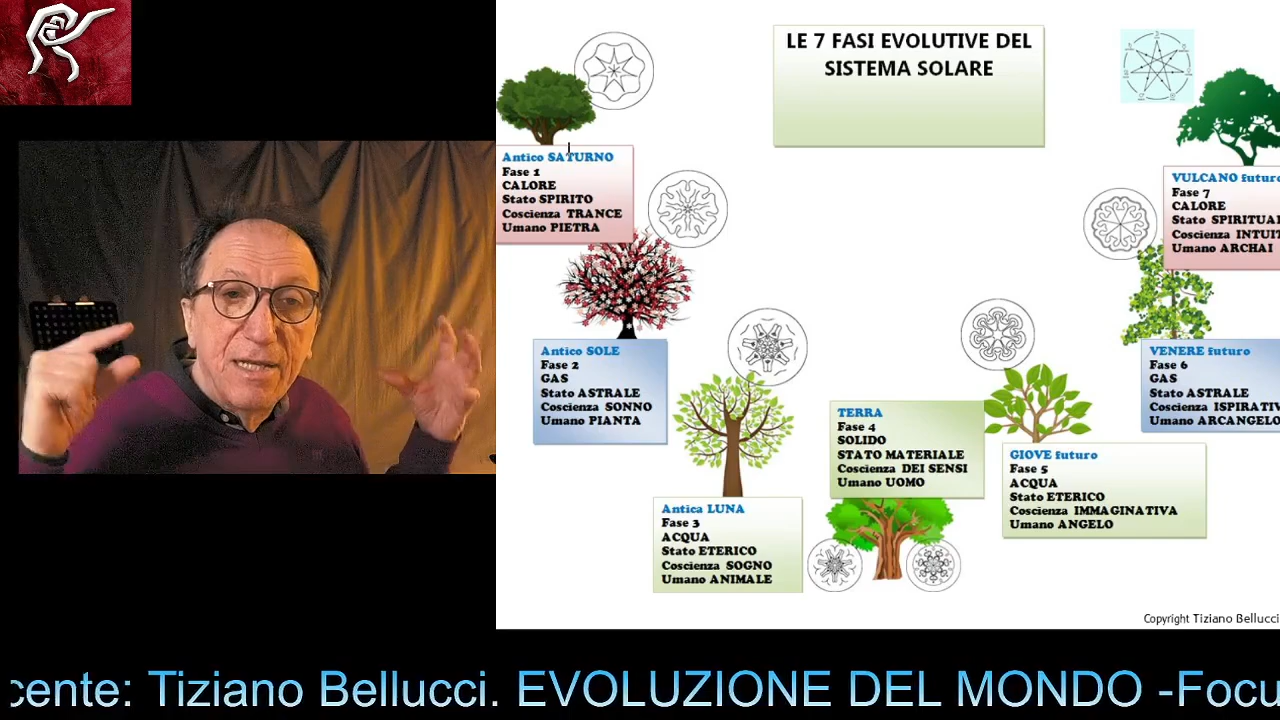 LE 7 FASI EVOLUTIVE DEL
SISTEMA SOLARE
Antico SATURNO
Fase 1
CALORE
Stato SPIRITO
Coscienza TRANCE
Umano PIETRA
Antico SOLE
Fase 2
GAS
Stato ASTRALE
Coscienza SONNO
Umano PIANTA
Antica LUNA
Fase 3
ACQUA
Stato ETERICO
Coscienza SOGNO
Umano ANIMALE
TERRA
Fase 4
SOLIDO
STATO MATERIALE
Coscienza DEI SENSI
Umano UOMO
GIOVE futuro
Fase 5
ACQUA
Stato ETERICO
Coscienza IMMAGINATIVA
Umano ANGELO
VENERE futuro
Fase 6
GAS
Stato ASTRALE
Coscienza ISPIRATIV
Umano ARCANGELO
VULCANO futuro
Fase 7
CALORE
Stato SPIRITUAL
Coscienza INTUIT
Umano ARCHAI
Copyright Tiziano Bellucci
cente: Tiziano Bellucci. EVOLUZIONE DEL MONDO -Focu